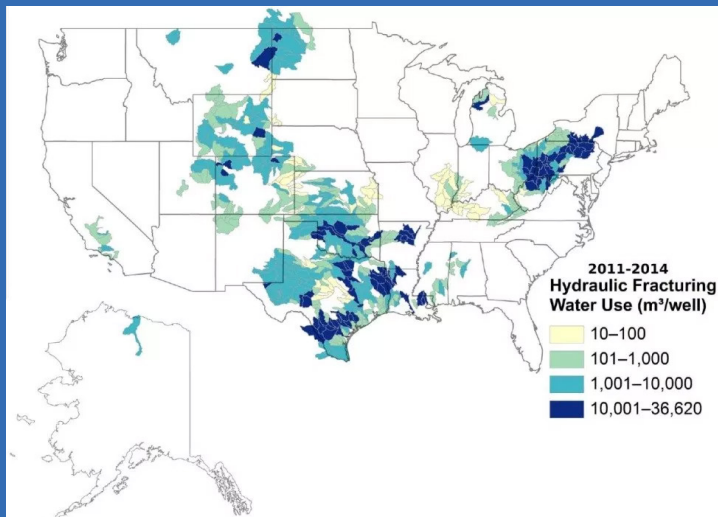 2011-2014
Hydraulic Fracturing
Water Use (m³/well)
10–100
101–1,000
1,001–10,000
10,001–36,620